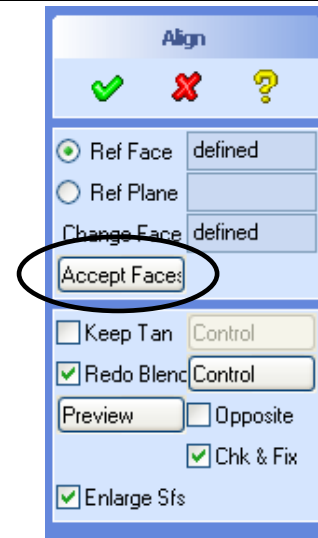 Align
?
Ref Face defined
Ref Plane
Change Face defined
Accept Faces
Keep Tan Control
Redo Blenc Control
Preview Opposite
Chk & Fix
Enlarge Sfs